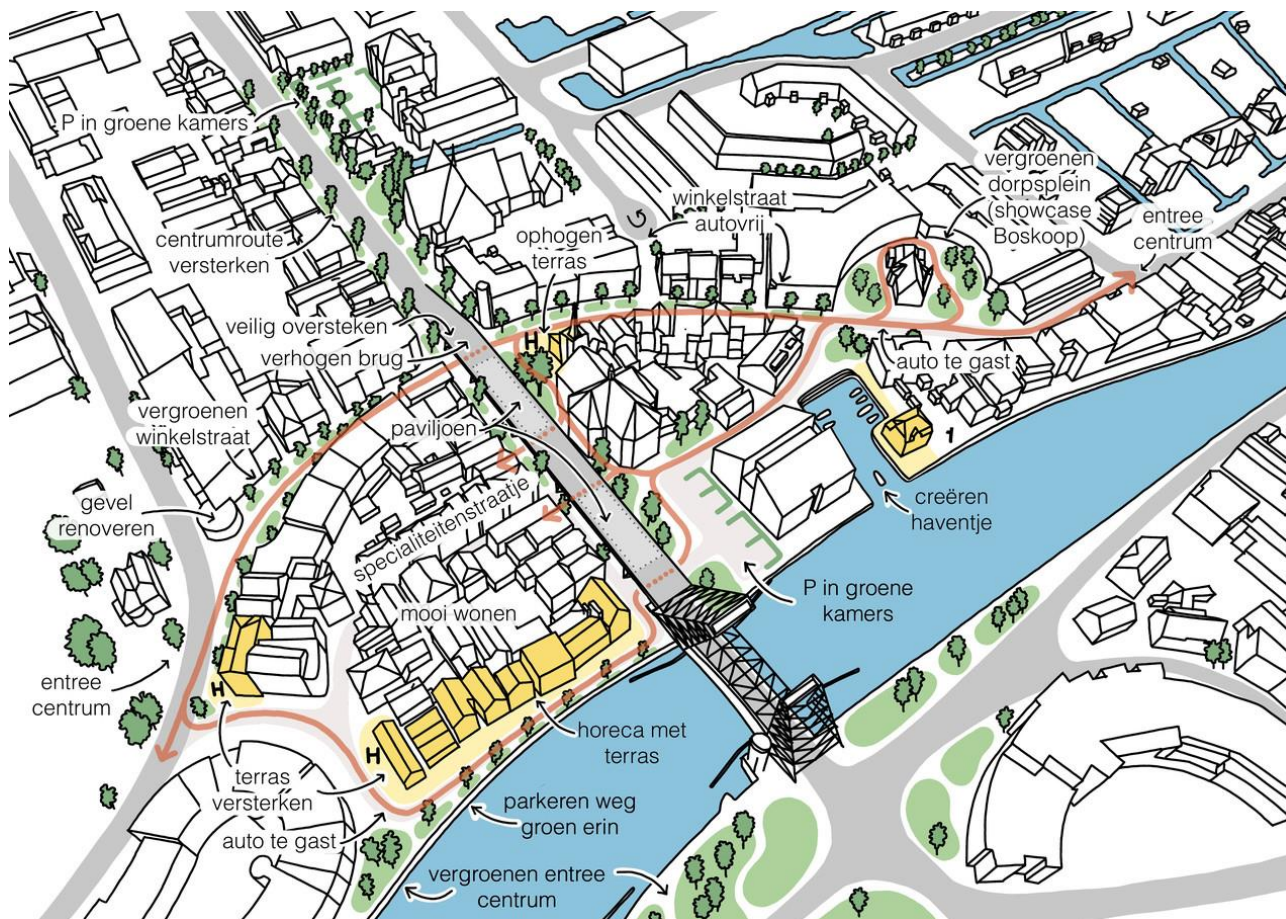 P in groene kamers
centrumroute
versterken
ophogen
terras
winkelstraat
autovrij
vergroenen
dorpsplein
(showcase
Boskoop)
entree
centrum
veilig oversteken
verhogen brug
H
auto te gast
vergroenen
winkelstraat
paviljoen
1
gevel
renoveren
specialiteitenstraatje
creëren
haventje
mooi wonen
P in groene
kamers
entree
centrum
H
H
horeca met
terras
terras
versterken
auto te gast
parkeren weg
groen erin
vergroenen entree
centrum